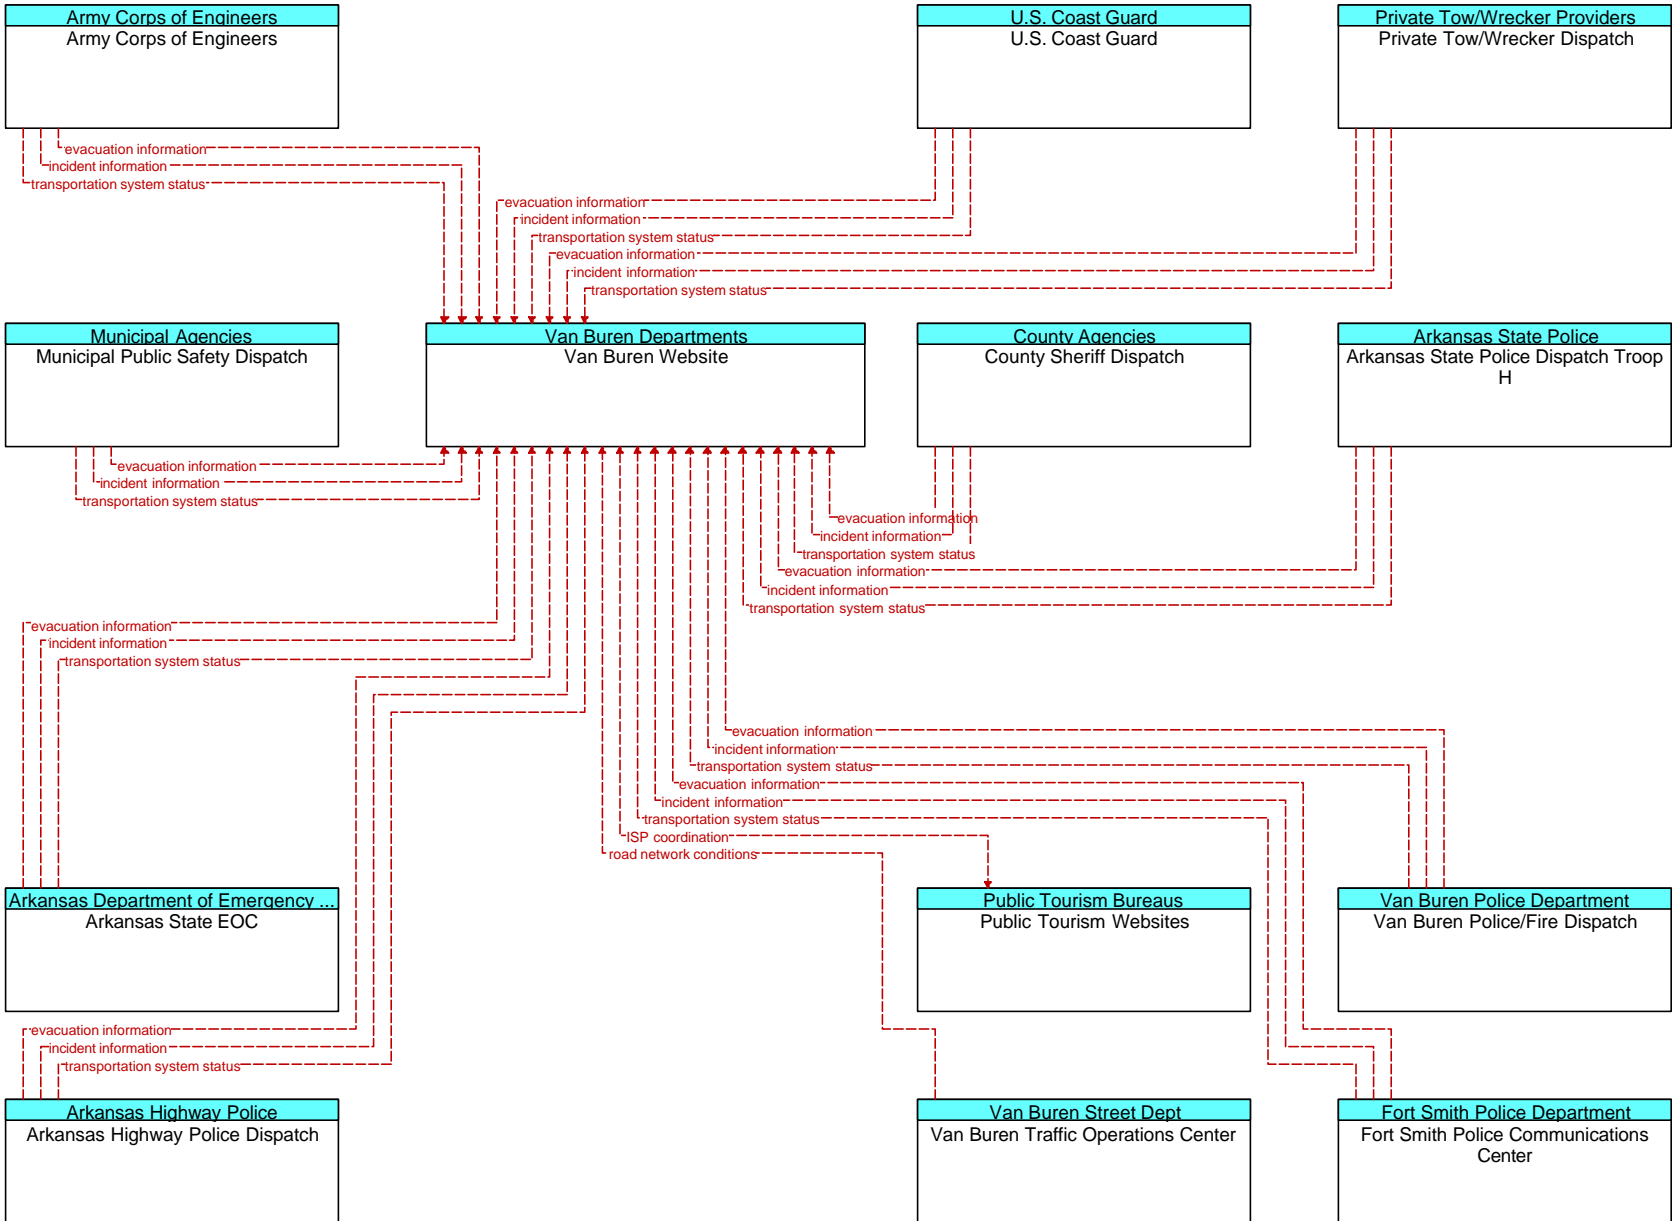 Army Corps of Engineers
Army Corps of Engineers
U.S. Coast Guard
U.S. Coast Guard
Private Tow/Wrecker Providers
Private Tow/Wrecker Dispatch
evacuation information
incident information
transportation system status
evacuation information
incident information
transportation system status
evacuation information
incident information
transportation system status
Municipal Agencies
Municipal Public Safety Dispatch
Van Buren Departments
Van Buren Website
County Agencies
County Sheriff Dispatch
Arkansas State Police
Arkansas State Police Dispatch Troop
H
evacuation information
incident information
transportation system status
evacuation information
incident information
transportation system status
evacuation information
incident information
transportation system status
evacuation information
incident information
transportation system status
evacuation information
incident information
transportation system status
evacuation information
incident information
transportation system status
ISP coordination
road network conditions
Arkansas Department of Emergency ...
Arkansas State EOC
Public Tourism Bureaus
Public Tourism Websites
Van Buren Police Department
Van Buren Police/Fire Dispatch
evacuation information
incident information
transportation system status
Arkansas Highway Police
Arkansas Highway Police Dispatch
Van Buren Street Dept
Van Buren Traffic Operations Center
Fort Smith Police Department
Fort Smith Police Communications
Center